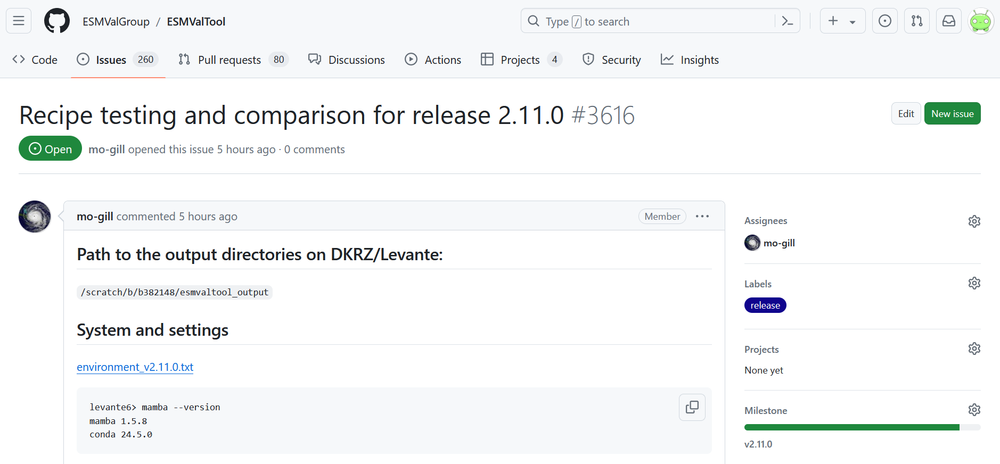 ESMValGroup / ESMValTool
Type / to search
Code
Issues 260
Pull requests 80
Discussions
Actions
Projects 4
Security
Insights
Recipe testing and comparison for release 2.11.0 #3616
Edit
New issue
Open
mo-gill opened this issue 5 hours ago · 0 comments
mo-gill commented 5 hours ago
Member
Path to the output directories on DKRZ/Levante:
/scratch/b/b382148/esmvaltool_output
System and settings
environment_v2.11.0.txt
levante6> mamba --version
mamba 1.5.8
conda 24.5.0
Assignees
mo-gill
Labels
release
Projects
None yet
Milestone
v2.11.0